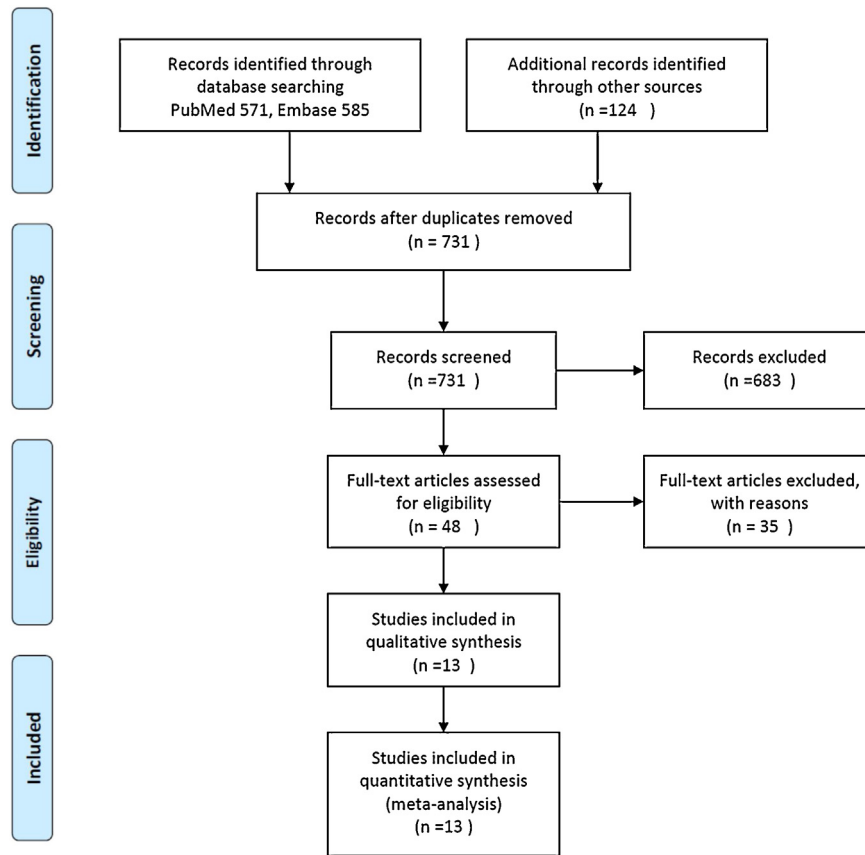 Identification
Records identified through
database searching
PubMed 571, Embase 585
Additional records identified
through other sources
(n =124 )
Records after duplicates removed
(n = 731 )
Screening
Records screened
(n =731 )
Records excluded
(n =683 )
Eligibility
Full-text articles assessed
for eligibility
(n = 48 )
Full-text articles excluded,
with reasons
(n = 35 )
Studies included in
qualitative synthesis
(n =13 )
Included
Studies included in
quantitative synthesis
(meta-analysis)
(n =13 )